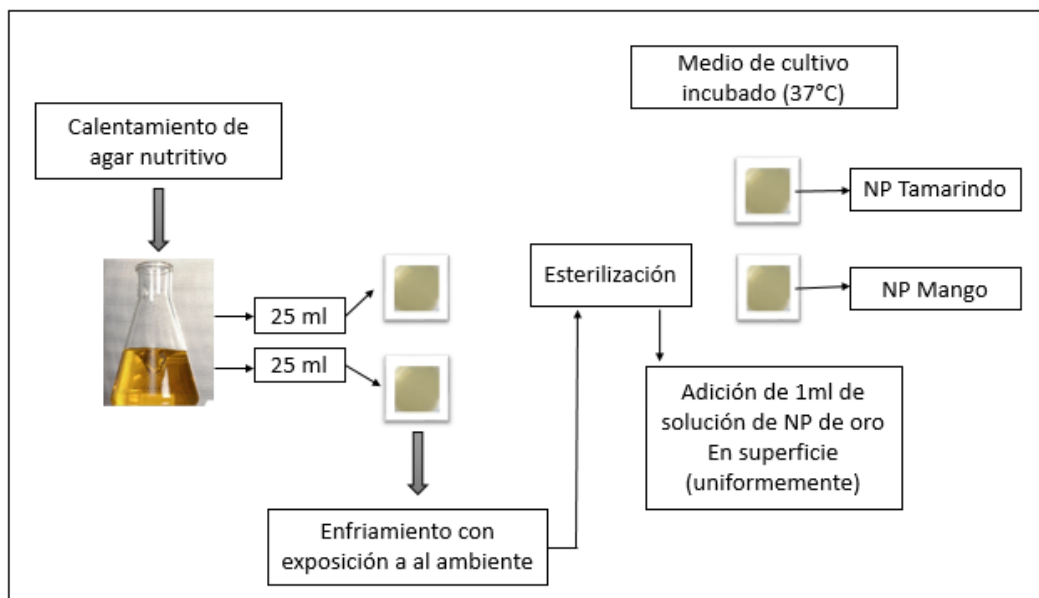 Calentamiento de
agar nutritivo
25 ml
25 ml
Enfriamiento con
exposición a al ambiente
Esterilización
Adición de 1ml de
solución de NP de oro
En superficie
(uniformemente)
Medio de cultivo
incubado (37°C)
NP Tamarindo
NP Mango